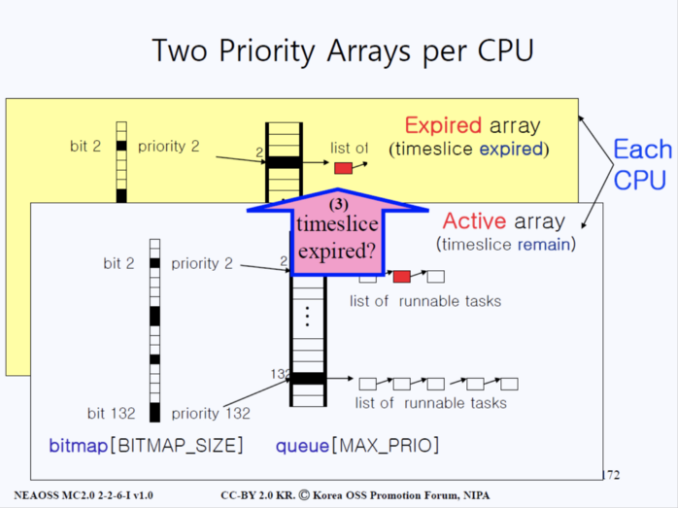 Two Priority Arrays per CPU
Expired array
bit 2 priority 2 2 list of (timeslice expired)
Each
CPU
(3)
timeslice
expired?
Active array
(timeslice remain)
bit 2 priority 2 2
list of runnable tasks
132
bit 132 priority 132 list of runnable tasks
bitmap[BITMAP_SIZE] queue[MAX_PRIO]
172
NEAOSS MC2.0 2-2-6-I v1.0 CC-BY 2.0 KR. Ⓒ Korea OSS Promotion Forum, NIPA